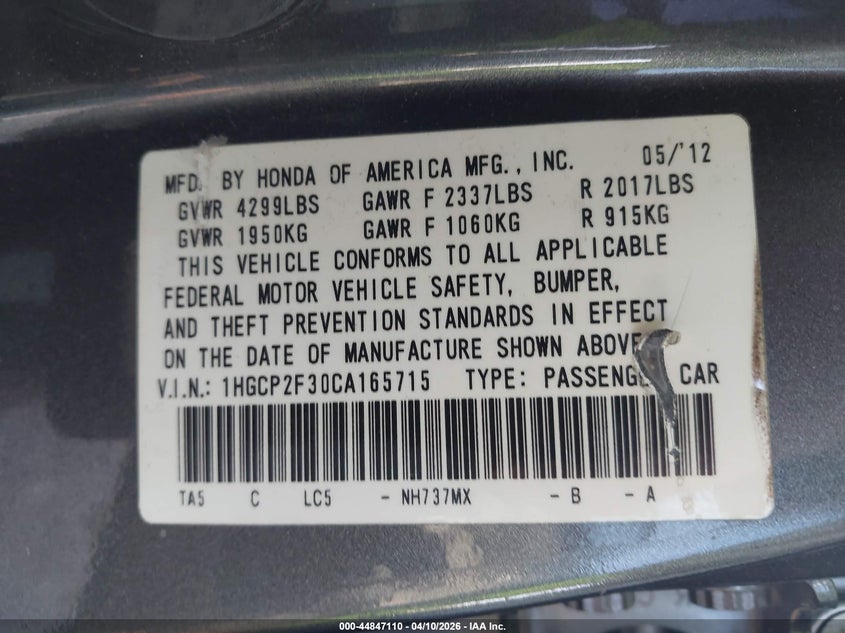 MFD. BY HONDA OF AMERICA MFG., INC. 05/'12
GVWR 4299LBS GAWR F 2337LBS R 2017LBS
GVWR 1950KG GAWR F 1060KG R 915KG
THIS VEHICLE CONFORMS TO ALL APPLICABLE
FEDERAL MOTOR VEHICLE SAFETY, BUMPER,
AND THEFT PREVENTION STANDARDS IN EFFECT
ON THE DATE OF MANUFACTURE SHOWN ABOVE
V.I.N.: 1HGCP2F30CA165715 TYPE: PASSENGER CAR
TA5 C LC5 - NH737MX - B - A
000-44847110 - 04/10/2026 - IAA Inc.